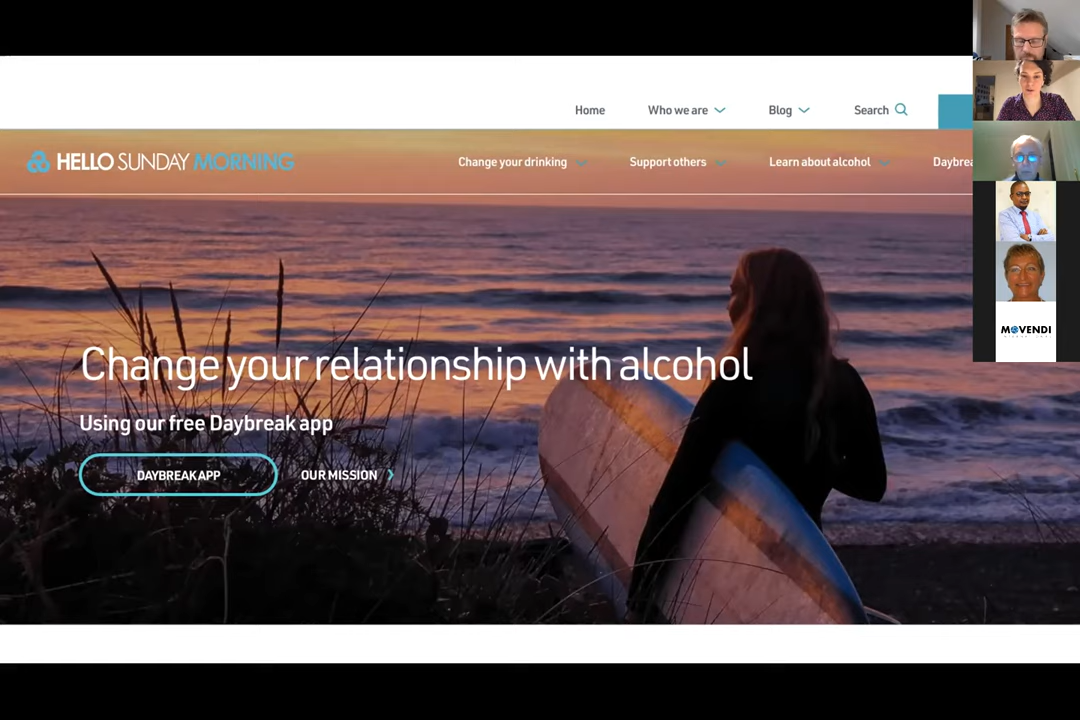 Home Who we are Blog Search
HELLO SUNDAY MORNING
Change your drinking Support others Learn about alcohol Daybrea
Change your relationship with alcohol
Using our free Daybreak app
DAYBREAK APP OUR MISSION
MOVENDI